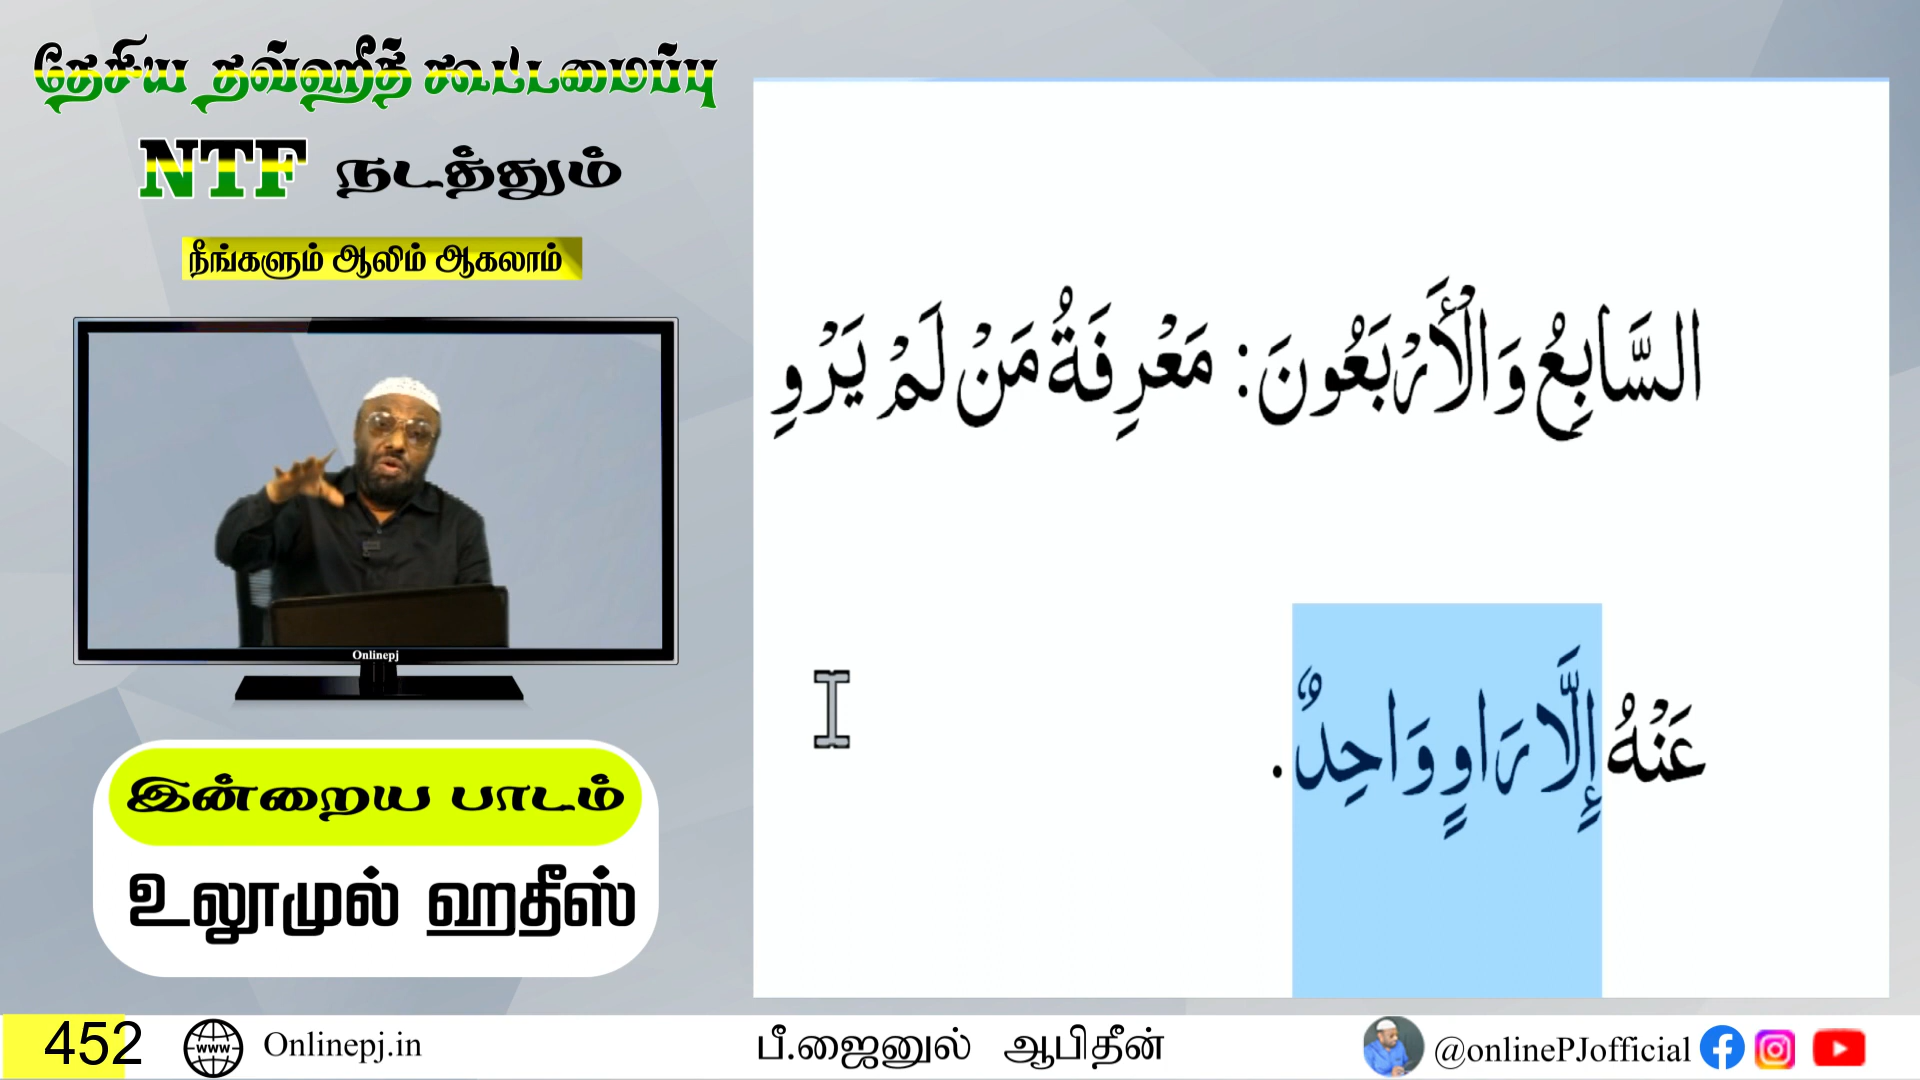 தேசிய தவ்ஹீத் கூட்டமைப்பு
NTF நடத்தும்
நீங்களும் ஆலிம் ஆகலாம்
Onlinepj
இன்றைய பாடம்
உலூமுல் ஹதீஸ்
السَّابِعُ وَالْأَرْبَعُونَ: مَعْرِفَةُ مَنْ لَمْ يَرْوِ
عَنْهُ إِلَّا رَاوٍ وَاحِدٌ.
452
www
Onlinepj.in
பீ.ஜைனுல் ஆபிதீன்
@onlinePJofficial